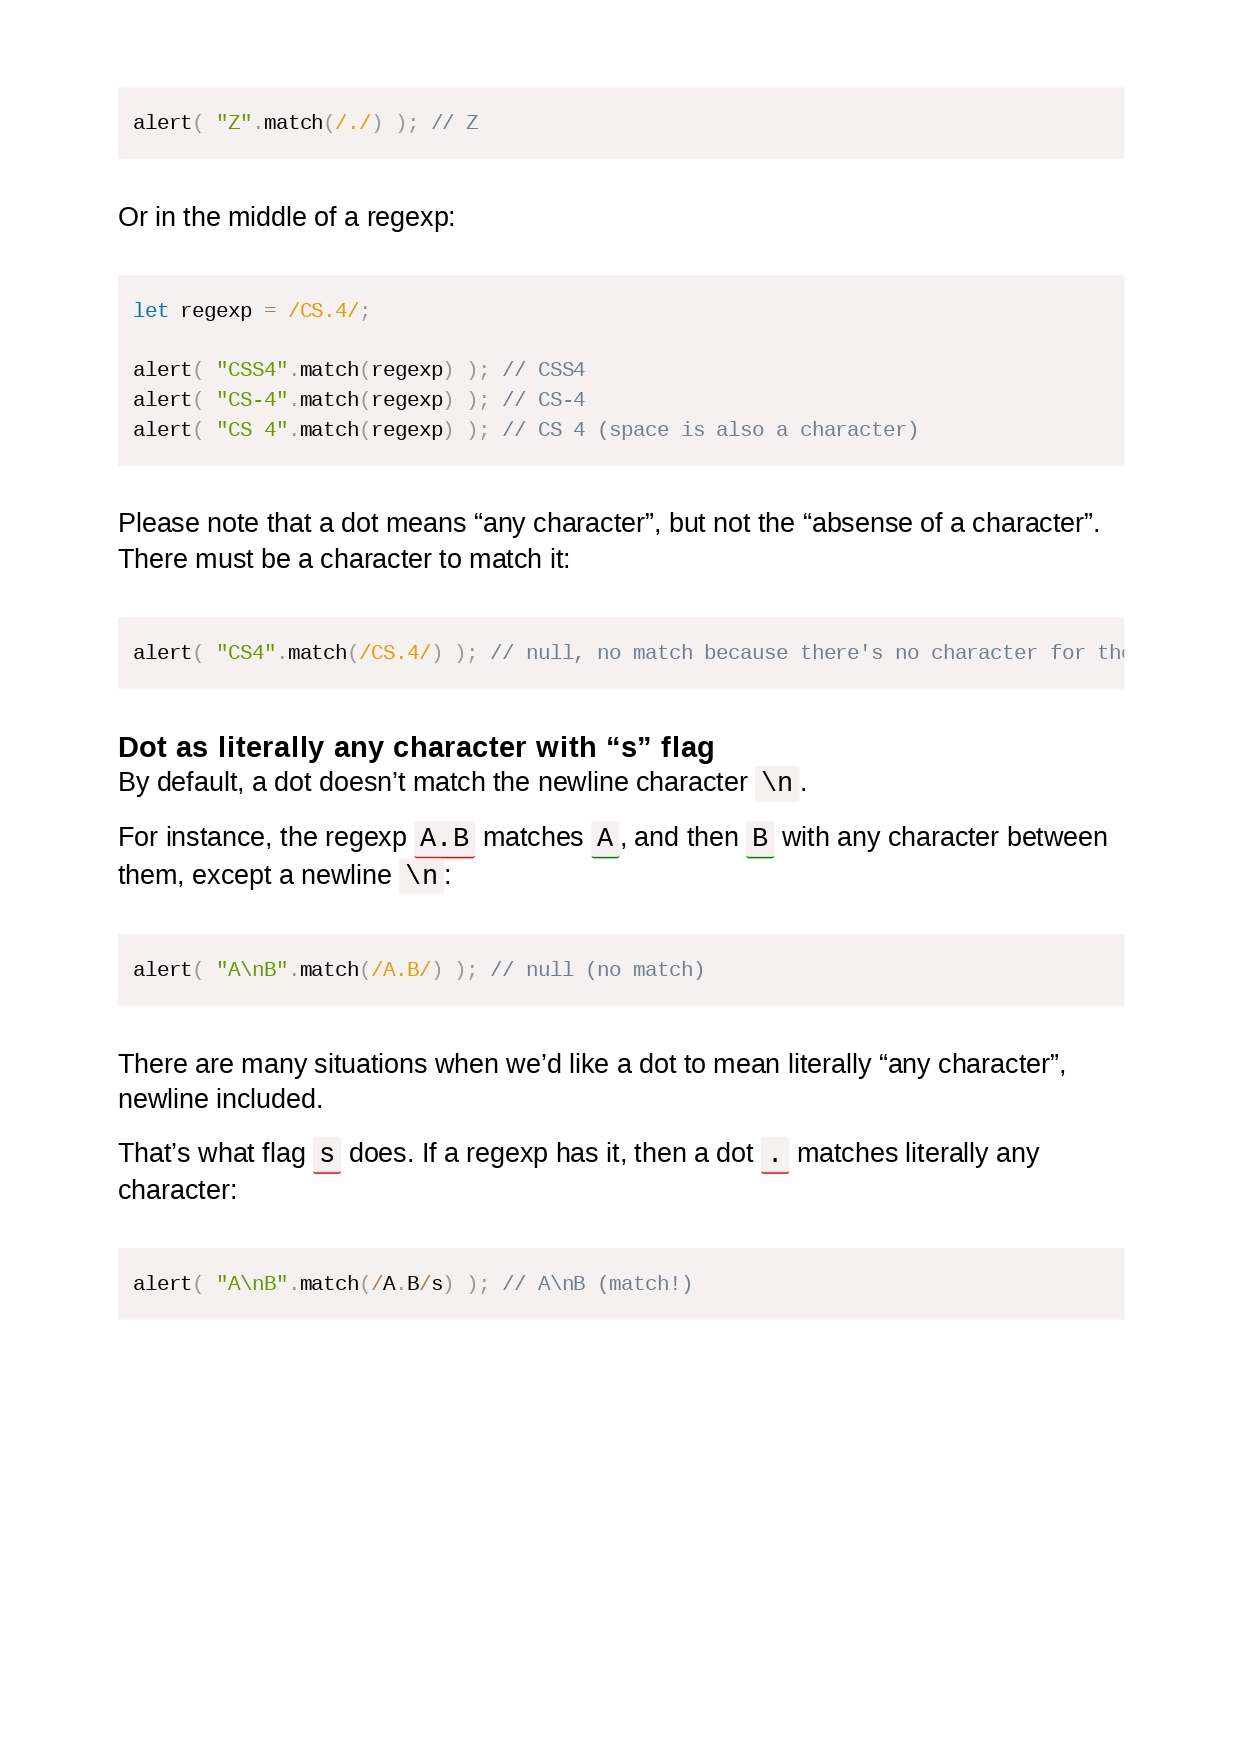 alert( "Z".match(/./) ); // Z
Or in the middle of a regexp:
let regexp = /CS.4/;
alert( "CSS4".match(regexp) ); // CSS4
alert( "CS-4".match(regexp) ); // CS-4
alert( "CS 4".match(regexp) ); // CS 4 (space is also a character)
Please note that a dot means “any character”, but not the “absense of a character”.
There must be a character to match it:
alert( "CS4".match(/CS.4/) ); // null, no match because there's no character for the
Dot as literally any character with “s” flag
By default, a dot doesn’t match the newline character \n.
For instance, the regexp A.B matches A, and then B with any character between
them, except a newline \n:
alert( "A\nB".match(/A.B/) ); // null (no match)
There are many situations when we’d like a dot to mean literally “any character”,
newline included.
That’s what flag s does. If a regexp has it, then a dot . matches literally any
character:
alert( "A\nB".match(/A.B/s) ); // A\nB (match!)